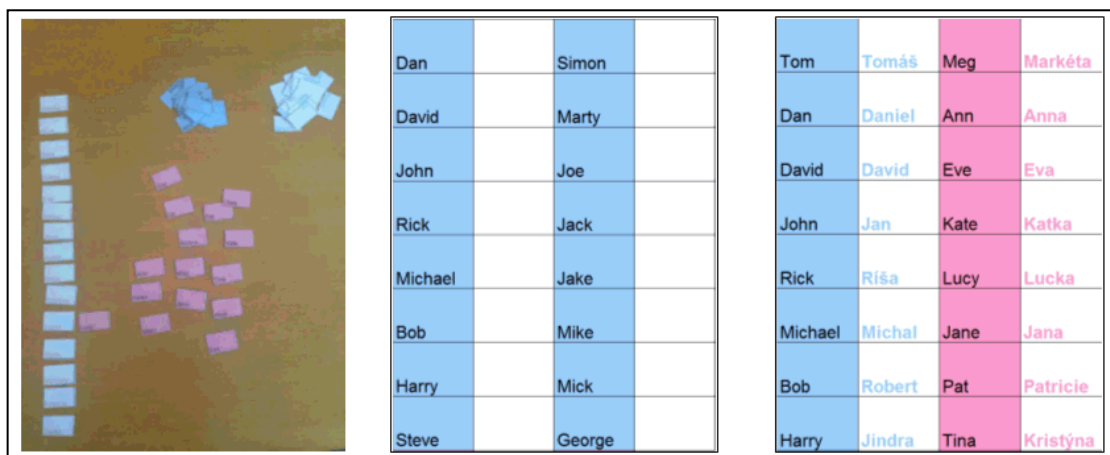 Dan Simon
David Marty
John Joe
Rick Jack
Michael Jake
Bob Mike
Harry Mick
Steve George
Tom Tomáš Meg Markéta
Dan Daniel Ann Anna
David David Eve Eva
John Jan Kate Katka
Rick Ríša Lucy Lucka
Michael Michal Jane Jana
Bob Robert Pat Patricie
Harry Jindra Tina Kristýna